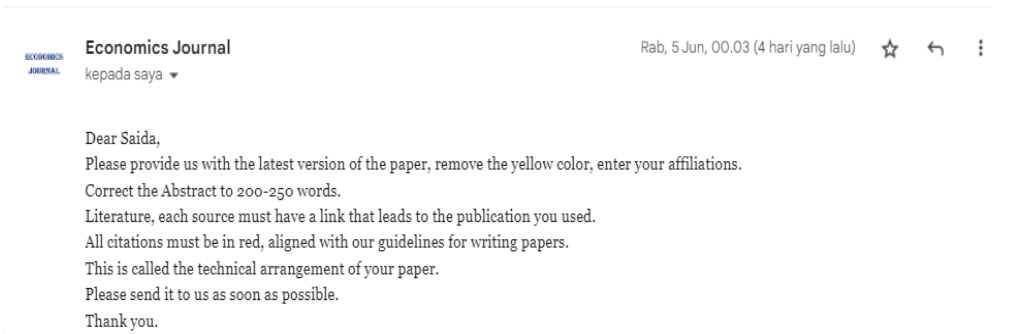 ECONOMICS
JOURNAL
Economics Journal
Rab, 5 Jun, 00.03 (4 hari yang lalu)
kepada saya
Dear Saida,
Please provide us with the latest version of the paper, remove the yellow color, enter your affiliations.
Correct the Abstract to 200-250 words.
Literature, each source must have a link that leads to the publication you used.
All citations must be in red, aligned with our guidelines for writing papers.
This is called the technical arrangement of your paper.
Please send it to us as soon as possible.
Thank you.